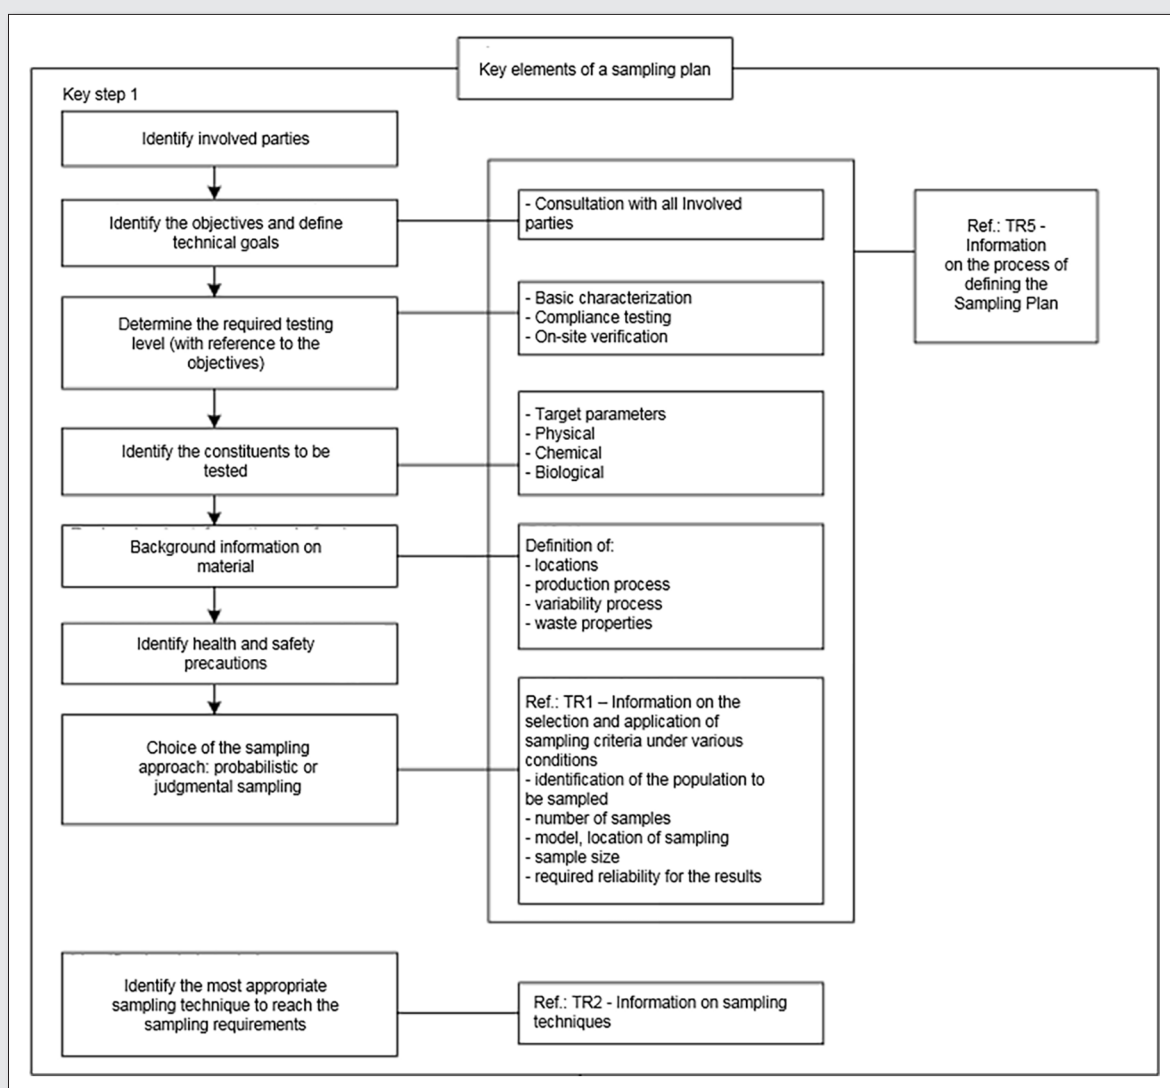 Key elements of a sampling plan
Key step 1
Identify involved parties
Identify the objectives and define
technical goals
- Consultation with all Involved
parties
Ref.: TR5 -
Information
on the process of
defining the
Sampling Plan
Determine the required testing
level (with reference to the
objectives)
- Basic characterization
- Compliance testing
- On-site verification
Identify the constituents to be
tested
- Target parameters
- Physical
- Chemical
- Biological
Background information on
material
Definition of:
- locations
- production process
- variability process
- waste properties
Identify health and safety
precautions
Choice of the sampling
approach: probabilistic or
judgmental sampling
Ref.: TR1 – Information on the
selection and application of
sampling criteria under various
conditions
- identification of the population to
be sampled
- number of samples
- model, location of sampling
- sample size
- required reliability for the results
Identify the most appropriate
sampling technique to reach the
sampling requirements
Ref.: TR2 - Information on sampling
techniques